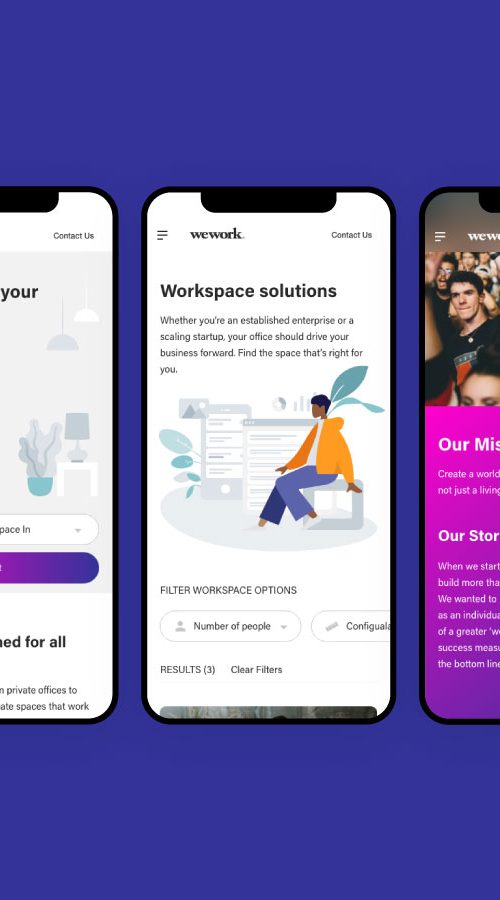 Contact Us
your
pace In
t
ned for all
n private offices to
ate spaces that work
wework
Contact Us
Workspace solutions
Whether you're an established enterprise or a
scaling startup, your office should drive your
business forward. Find the space that's right for
you.
FILTER WORKSPACE OPTIONS
Number of people
Configuala
RESULTS (3) Clear Filters
wewo
Our Mis
Create a world
not just a living
Our Stor
When we start
build more tha
We wanted to
as an individua
of a greater 'w
success measu
the bottom line